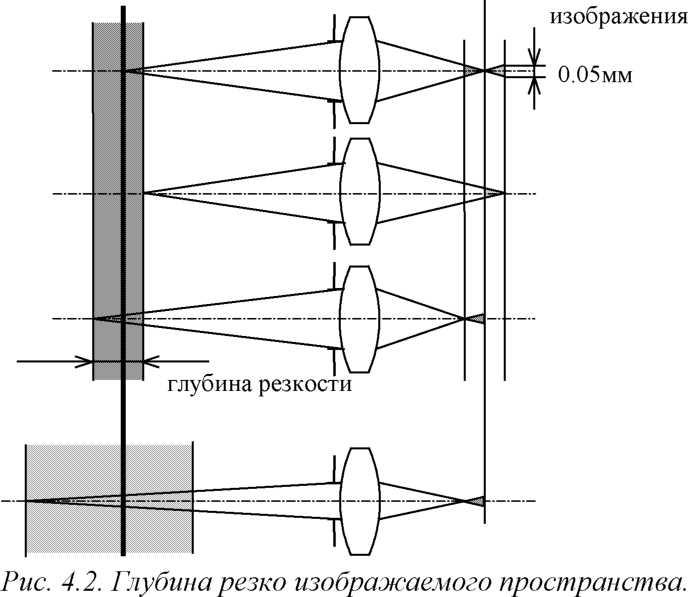 изображения
0.05мм
глубина резкости
Рис. 4.2. Глубина резко изображаемого пространства.